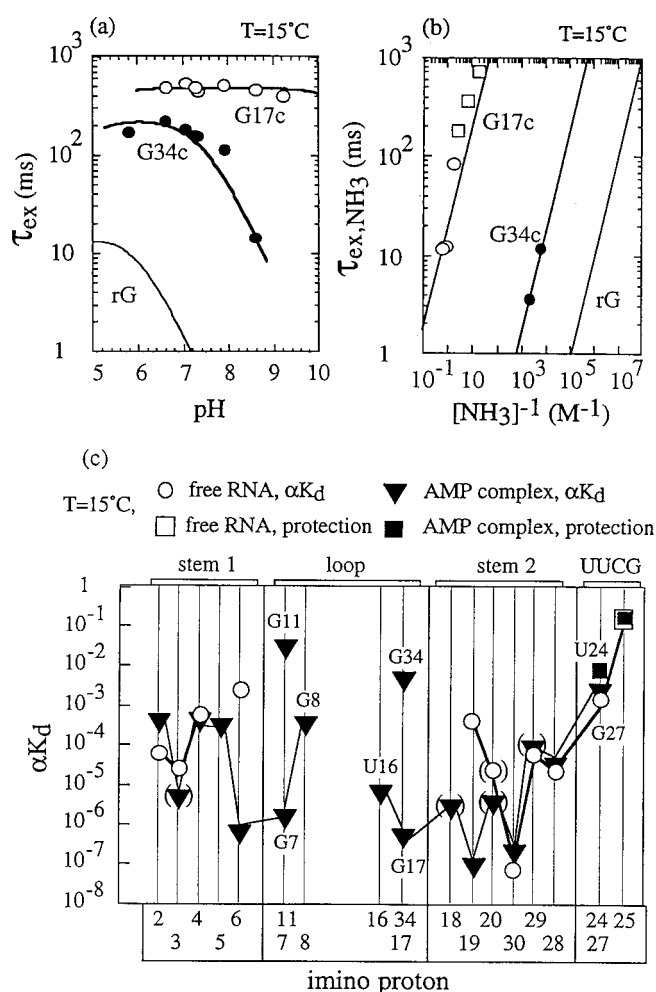 (a) T=15°C
τex (ms)
10³
10²
10
1
G17c
G34c
rG
5 6 7 8 9 10
pH
(b) T=15°C
τex,NH3 (ms)
10³
10²
10
1
G17c
G34c
rG
10⁻¹ 10 10³ 10⁵ 10⁷
[NH3]⁻¹ (M⁻¹)
(c)
T=15°C,
free RNA, αKd
AMP complex, αKd
free RNA, protection
AMP complex, protection
stem 1 loop stem 2 UUCG
αKd
1
10⁻¹
10⁻²
10⁻³
10⁻⁴
10⁻⁵
10⁻⁶
10⁻⁷
10⁻⁸
G11
G34
U24
G8
G27
U16
G7
G17
2 4 6 11 16 34 18 20 29 24 25
3 5 7 8 17 19 30 28 27
imino proton